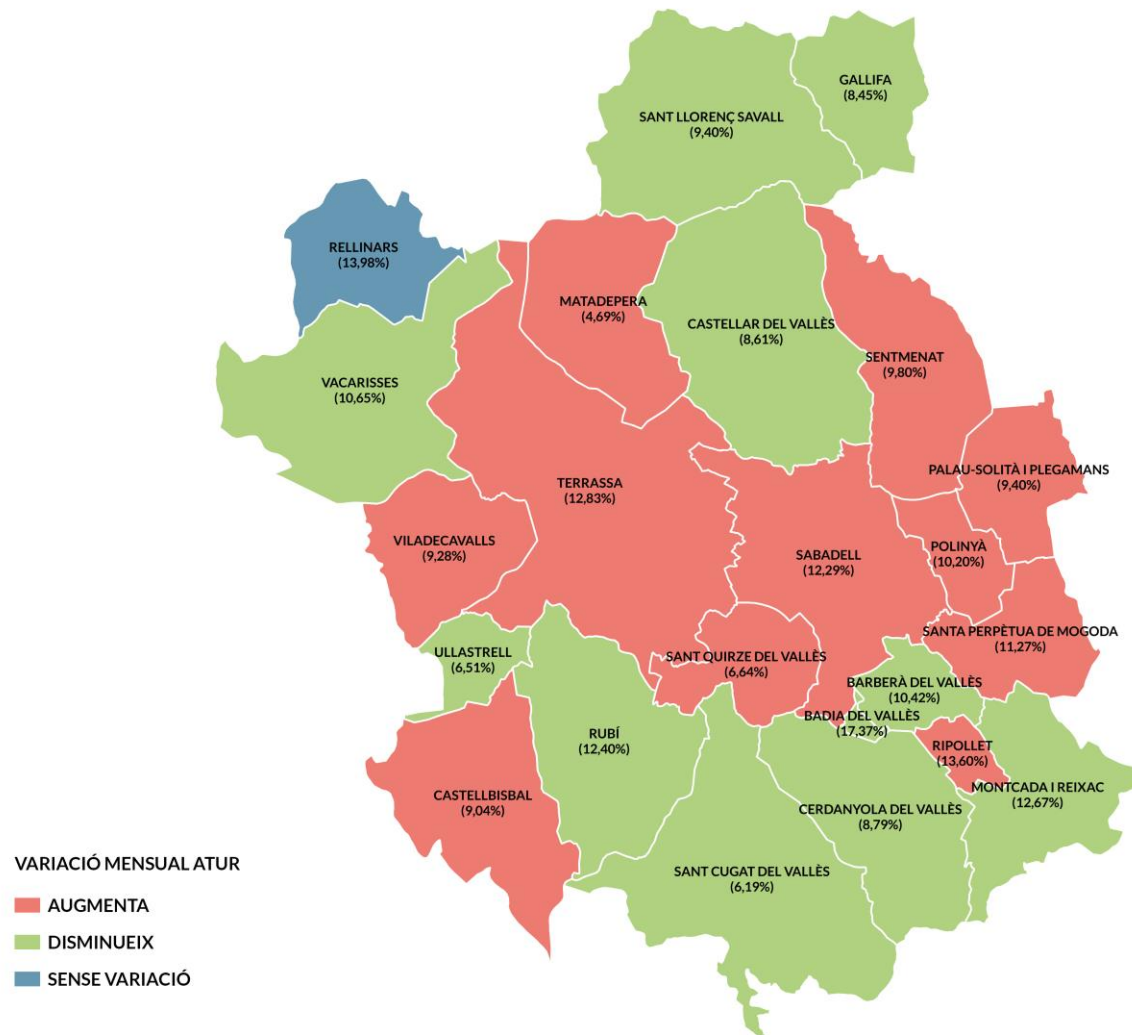 GALLIFA
(8,45%)
SANT LLORENÇ SAVALL
(9,40%)
RELLINARS
(13,98%)
MATADEPERA
(4,69%)
CASTELLAR DEL VALLÈS
(8,61%)
SENTMENAT
(9,80%)
VACARISSES
(10,65%)
PALAU-SOLITÀ I PLEGAMANS
(9,40%)
TERRASSA
(12,83%)
VILADECAVALLS
(9,28%)
SABADELL
(12,29%)
POLINYÀ
(10,20%)
SANTA PERPÈTUA DE MOGODA
(11,27%)
ULLASTRELL
(6,51%)
SANT QUIRZE DEL VALLÈS
(6,64%)
BARBERÀ DEL VALLÈS
(10,42%)
BADIA DEL VALLÈS
(17,37%)
RUBÍ
(12,40%)
RIPOLLET
(13,60%)
MONTCADA I REIXAC
(12,67%)
CASTELLBISBAL
(9,04%)
CERDANYOLA DEL VALLÈS
(8,79%)
SANT CUGAT DEL VALLÈS
(6,19%)
VARIACIÓ MENSUAL ATUR
AUGMENTA
DISMINUEIX
SENSE VARIACIÓ